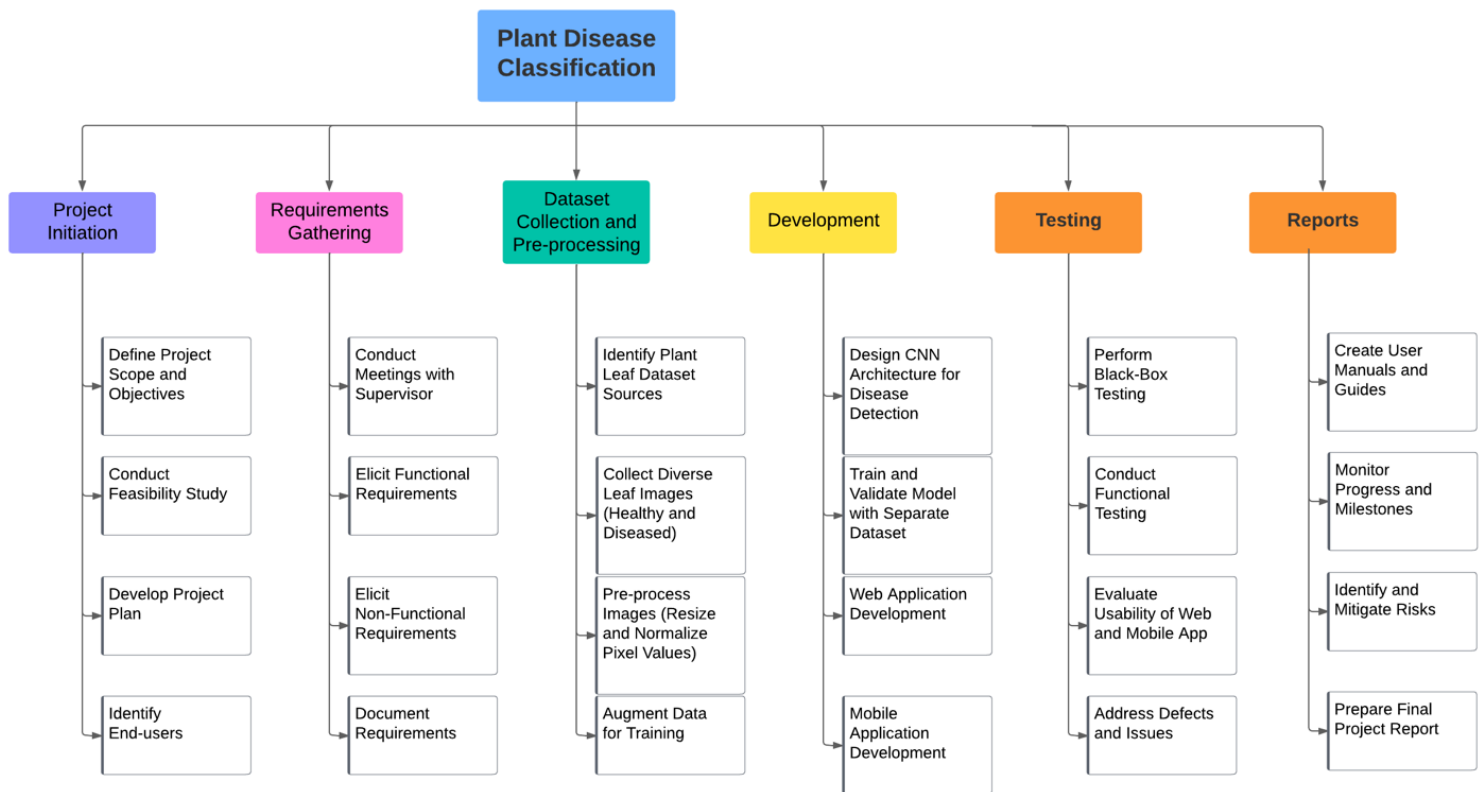 Plant Disease
Classification
Project
Initiation
Requirements
Gathering
Dataset
Collection and
Pre-processing
Development
Testing
Reports
Define Project
Scope and
Objectives
Conduct
Feasibility Study
Develop Project
Plan
Identify
End-users
Conduct
Meetings with
Supervisor
Elicit Functional
Requirements
Elicit
Non-Functional
Requirements
Document
Requirements
Identify Plant
Leaf Dataset
Sources
Collect Diverse
Leaf Images
(Healthy and
Diseased)
Pre-process
Images (Resize
and Normalize
Pixel Values)
Augment Data
for Training
Design CNN
Architecture for
Disease
Detection
Train and
Validate Model
with Separate
Dataset
Web Application
Development
Mobile
Application
Development
Perform
Black-Box
Testing
Conduct
Functional
Testing
Evaluate
Usability of Web
and Mobile App
Address Defects
and Issues
Create User
Manuals and
Guides
Monitor
Progress and
Milestones
Identify and
Mitigate Risks
Prepare Final
Project Report